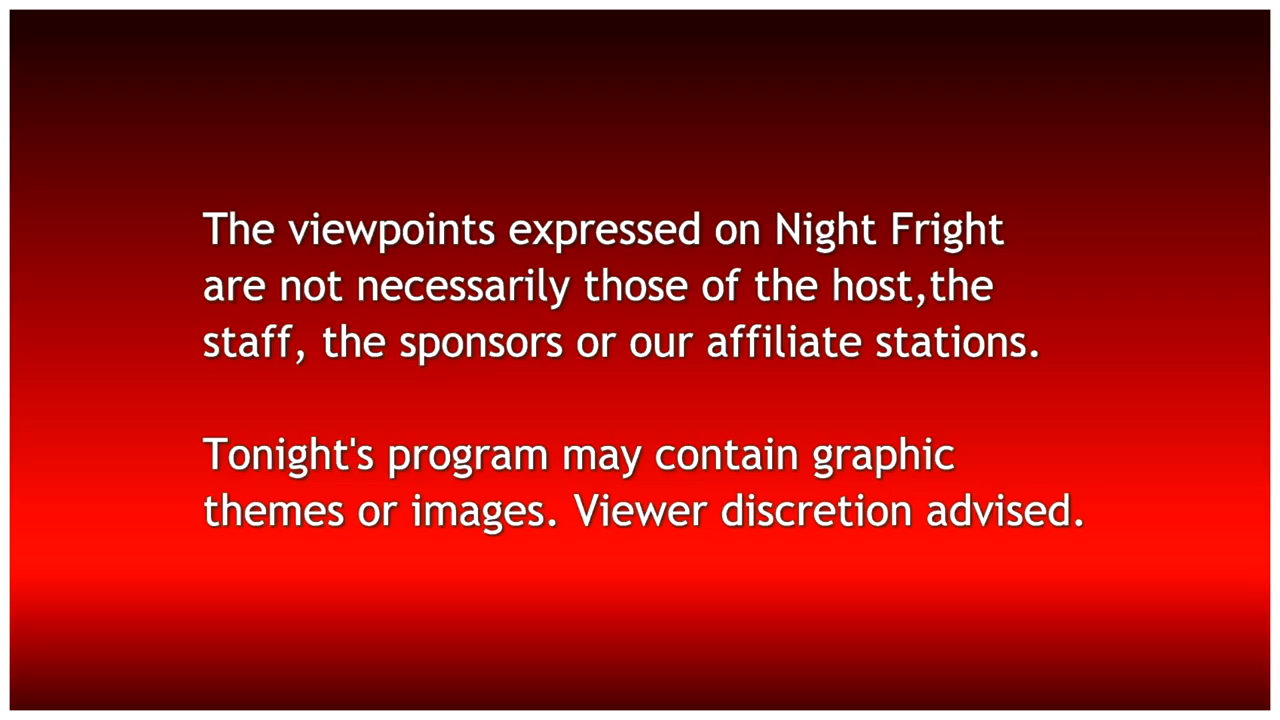 The viewpoints expressed on Night Fright
are not necessarily those of the host,the
staff, the sponsors or our affiliate stations.
Tonight's program may contain graphic
themes or images. Viewer discretion advised.